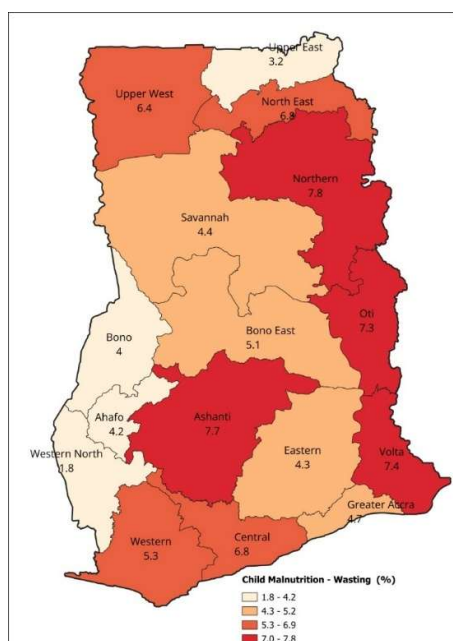 Upper East
3.2
Upper West
6.4
North East
6.8
Northern
7.8
Savannah
4.4
Oti
7.3
Bono
4
Bono East
5.1
Ahafo
4.2
Ashanti
7.7
Western North
1.8
Eastern
4.3
Volta
7.4
Greater Accra
4.7
Western
5.3
Central
6.8
Child Malnutrition - Wasting (%)
1.8 - 4.2
4.3 - 5.2
5.3 - 6.9
7.0 - 7.8